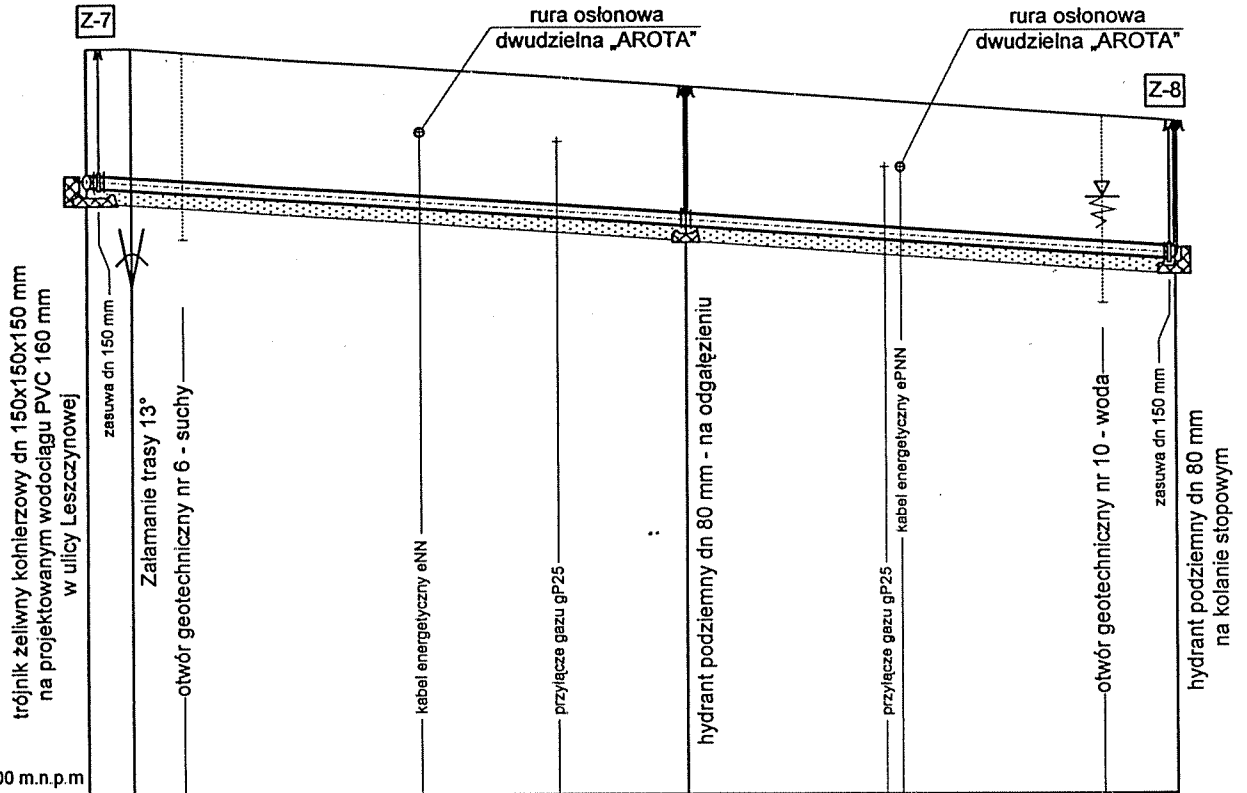 Z-7
rura osłonowa
dwudzielna „AROTA”
rura osłonowa
dwudzielna „AROTA”
Z-8
trójnik żeliwny kołnierzowy dn 150x150x150 mm
na projektowanym wodociągu PVC 160 mm
w ulicy Leszczynowej
zasuwa dn 150 mm
Załamanie trasy 13°
otwór geotechniczny nr 6 - suchy
kabel energetyczny eNN
przyłącze gazu gP25
hydrant podziemny dn 80 mm - na odgałęzieniu
przyłącze gazu gP25
kabel energetyczny ePNN
otwór geotechniczny nr 10 - woda
zasuwa dn 150 mm
hydrant podziemny dn 80 mm
na kolanie stopowym
00 m.n.p.m